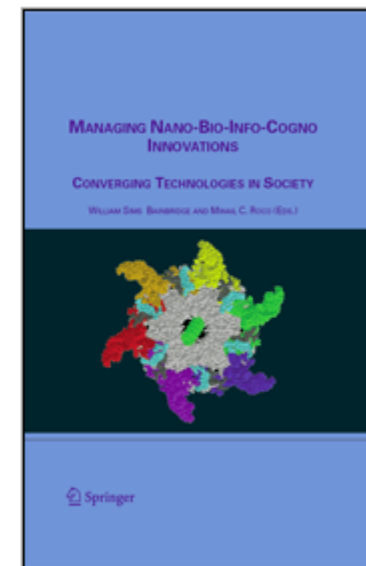 MANAGING NANO-BIO-INFO-COGNO
INNOVATIONS
CONVERGING TECHNOLOGIES IN SOCIETY
WILLIAM SIMS BAINBRIDGE AND MIHAIL C. ROCO (EDS.)
Springer